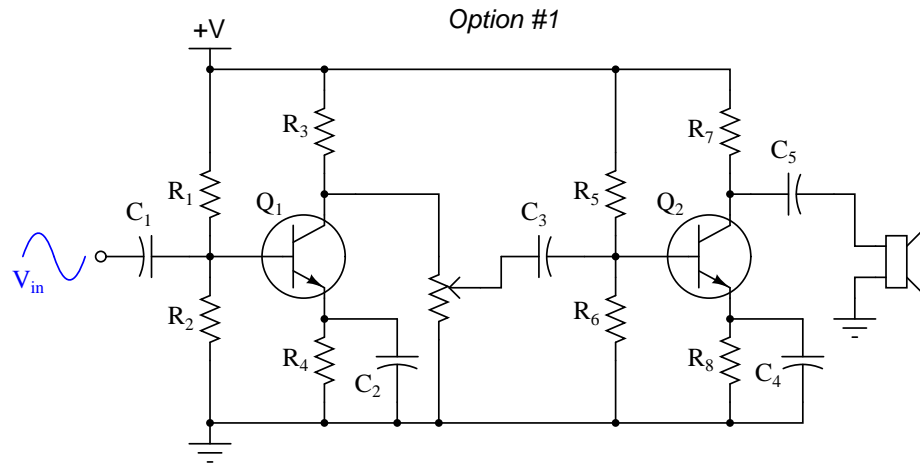 Option #1
+V
R3
R7
C5
R1
Q1
C3
R5
Q2
C1
Vin
R2
R6
R4
C2
R8
C4